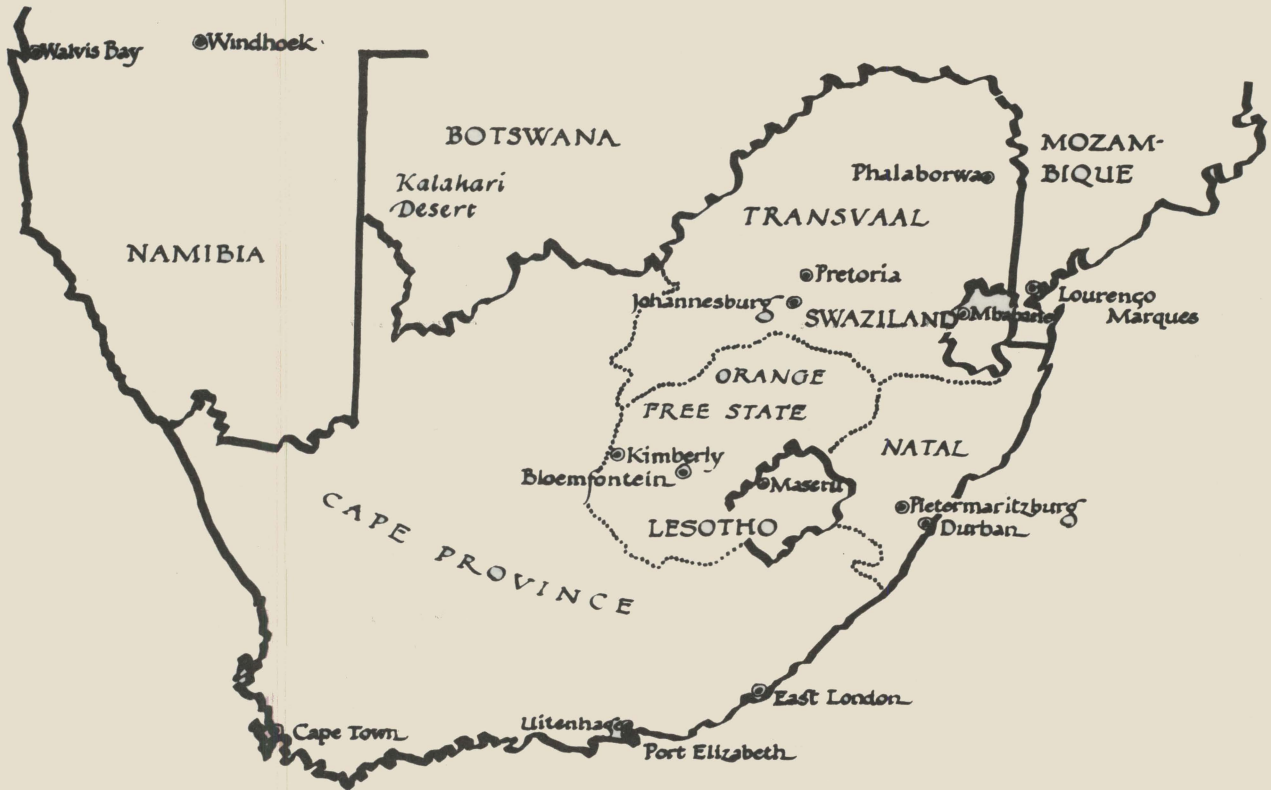 Walvis Bay
Windhoek
BOTSWANA
MOZAM-
BIQUE
Kalahari
Desert
Phalaborwa
TRANSVAAL
NAMIBIA
Pretoria
Johannesburg
Lourenço
Marques
SWAZILAND
Mbabane
ORANGE
FREE STATE
NATAL
Kimberly
Bloemfontein
Maseru
Pietermaritzburg
LESOTHO
Durban
CAPE PROVINCE
East London
Uitenhage
Cape Town
Port Elizabeth